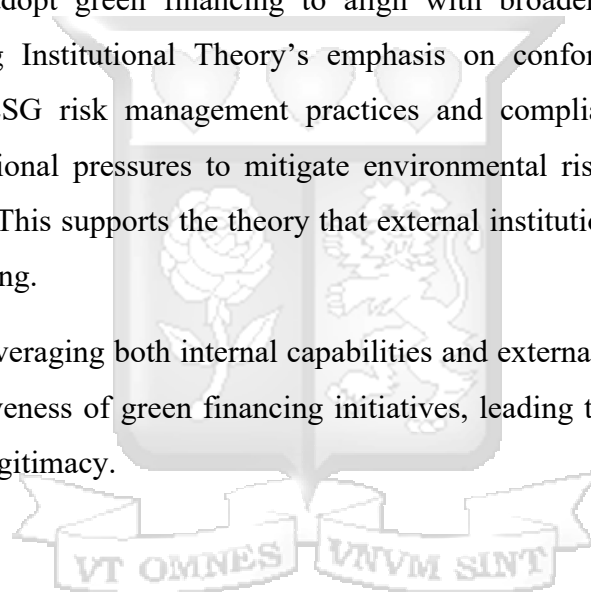 adopt green financing to align with broader
g Institutional Theory's emphasis on confor
SG risk management practices and complia
ional pressures to mitigate environmental ris
This supports the theory that external institutio
ng.
veraging both internal capabilities and externa
veness of green financing initiatives, leading t
gitimacy.
VT OMNES VNVM SINT